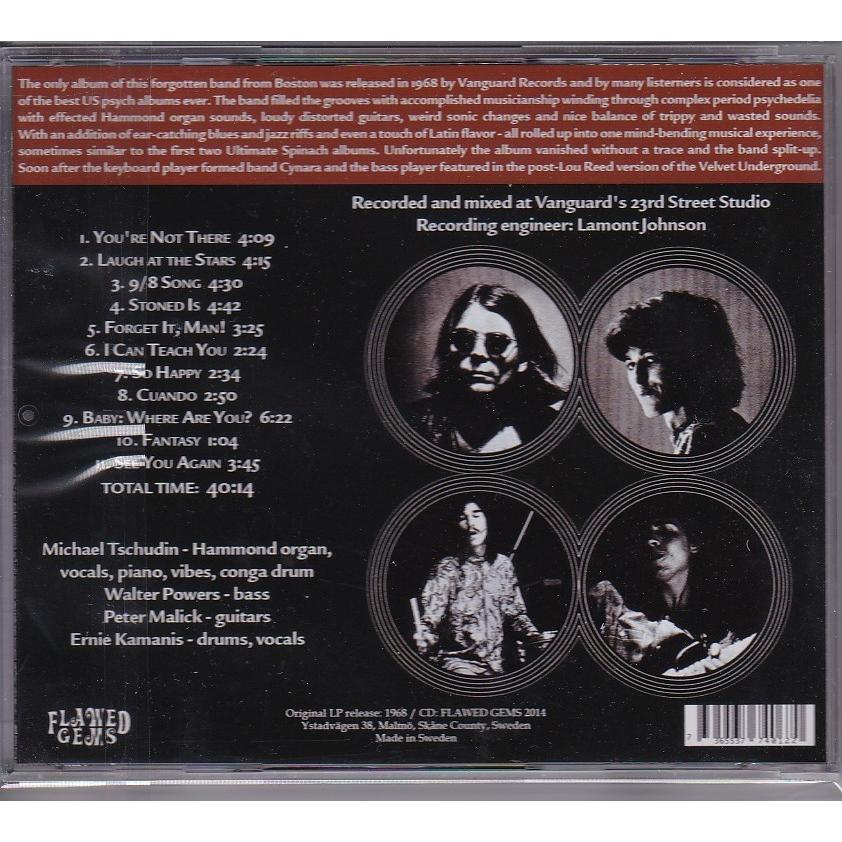 The only album of this forgotten band from Boston was released in 1968 by Vanguard Records and by many listerners is considered as one
of the best US psych albums ever. The band filled the grooves with accomplished musicianship winding through complex period psychedelia
with effected Hammond organ sounds, loudy distorted guitars, weird sonic changes and nice balance of trippy and wasted sounds.
With an addition of ear-catching blues and jazz riffs and even a touch of Latin flavor - all rolled up into one mind-bending musical experience,
sometimes similar to the first two Ultimate Spinach albums. Unfortunately the album vanished without a trace and the band split-up.
Soon after the keyboard player formed band Cynara and the bass player featured in the post-Lou Reed version of the Velvet Underground.
Recorded and mixed at Vanguard's 23rd Street Studio
Recording engineer: Lamont Johnson
1. You're Not There 4:09
2. Laugh at the Stars 4:15
3. 9/8 Song 4:30
4. Stoned Is 4:42
5. Forget It, Man! 3:25
6. I Can Teach You 2:24
7. So Happy 2:34
8. Cuando 2:50
9. Baby: Where Are You? 6:22
10. Fantasy 1:04
11. See You Again 3:45
TOTAL TIME: 40:14
Michael Tschudin - Hammond organ,
vocals, piano, vibes, conga drum
Walter Powers - bass
Peter Malick - guitars
Ernie Kamanis - drums, vocals
FLAWED
GEMS
Original LP release: 1968 / CD: FLAWED GEMS 2014
Ystadvägen 38, Malmö, Skåne County, Sweden
Made in Sweden
7 365537 740122